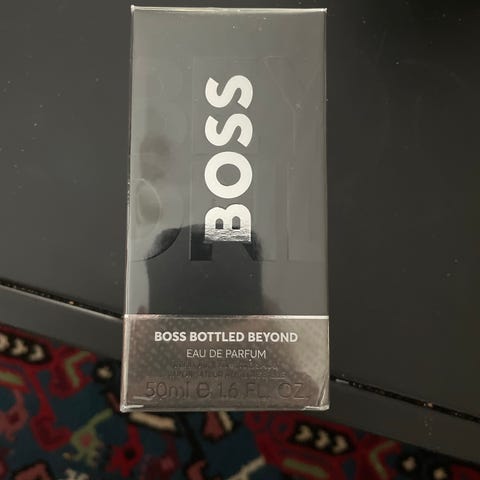 BOSS
BOSS BOTTLED BEYOND
EAU DE PARFUM
50ml e 1.6 FL. OZ.